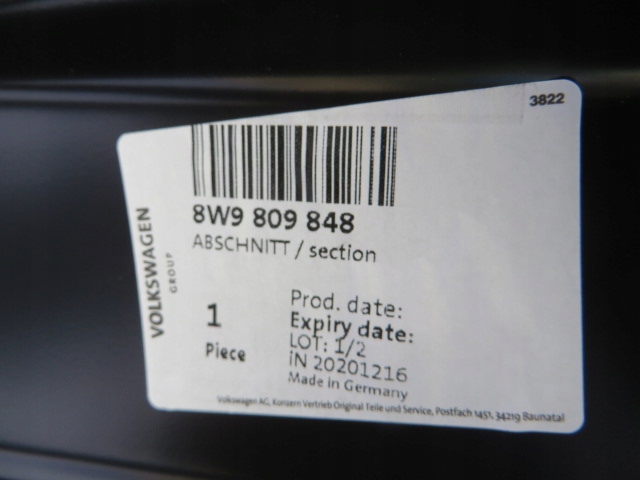 3822
8W9 809 848
ABSCHNITT / section
VOLKSWAGEN
GROUP
1
Piece
Prod. date:
Expiry date:
LOT: 1/2
iN 20201216
Made in Germany
Volkswagen AG, Konzern Vertrieb Original Teile und Service, Postfach 1451, 34219 Baunatal